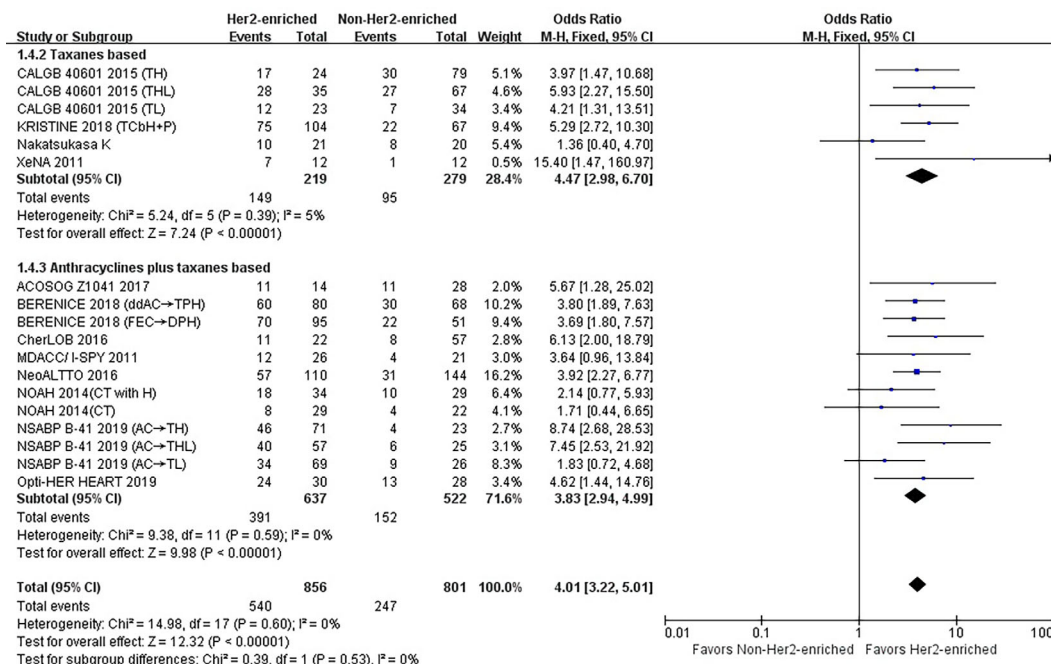 Her2-enriched Non-Her2-enriched Odds Ratio Odds Ratio
Study or Subgroup Events Total Events Total Weight M-H, Fixed, 95% CI M-H, Fixed, 95% CI
1.4.2 Taxanes based
CALGB 40601 2015 (TH) 17 24 30 79 5.1% 3.97 [1.47, 10.68]
CALGB 40601 2015 (THL) 28 35 27 67 4.6% 5.93 [2.27, 15.50]
CALGB 40601 2015 (TL) 12 23 7 34 3.4% 4.21 [1.31, 13.51]
KRISTINE 2018 (TCbH+P) 75 104 22 67 9.4% 5.29 [2.72, 10.30]
Nakatsukasa K 10 21 8 20 5.4% 1.36 [0.40, 4.70]
XeNA 2011 7 12 1 12 0.5% 15.40 [1.47, 160.97]
Subtotal (95% CI) 219 279 28.4% 4.47 [2.98, 6.70]
Total events 149 95
Heterogeneity: Chi² = 5.24, df = 5 (P = 0.39); I² = 5%
Test for overall effect: Z = 7.24 (P < 0.00001)
1.4.3 Anthracyclines plus taxanes based
ACOSOG Z1041 2017 11 14 11 28 2.0% 5.67 [1.28, 25.02]
BERENICE 2018 (ddAC→TPH) 60 80 30 68 10.2% 3.80 [1.89, 7.63]
BERENICE 2018 (FEC→DPH) 70 95 22 51 9.4% 3.69 [1.80, 7.57]
CherLOB 2016 11 22 8 57 2.8% 6.13 [2.00, 18.79]
MDACC/ I-SPY 2011 12 26 4 21 3.0% 3.64 [0.96, 13.84]
NeoALTTO 2016 57 110 31 144 16.2% 3.92 [2.27, 6.77]
NOAH 2014(CT with H) 18 34 10 29 6.4% 2.14 [0.77, 5.93]
NOAH 2014(CT) 8 29 4 22 4.1% 1.71 [0.44, 6.65]
NSABP B-41 2019 (AC→TH) 46 71 4 23 2.7% 8.74 [2.68, 28.53]
NSABP B-41 2019 (AC→THL) 40 57 6 25 3.1% 7.45 [2.53, 21.92]
NSABP B-41 2019 (AC→TL) 34 69 9 26 8.3% 1.83 [0.72, 4.68]
Opti-HER HEART 2019 24 30 13 28 3.4% 4.62 [1.44, 14.76]
Subtotal (95% CI) 637 522 71.6% 3.83 [2.94, 4.99]
Total events 391 152
Heterogeneity: Chi² = 9.38, df = 11 (P = 0.59); I² = 0%
Test for overall effect: Z = 9.98 (P < 0.00001)
Total (95% CI) 856 801 100.0% 4.01 [3.22, 5.01]
Total events 540 247
Heterogeneity: Chi² = 14.98, df = 17 (P = 0.60); I² = 0%
Test for overall effect: Z = 12.32 (P < 0.00001)
Test for subgroup differences: Chi² = 0.39, df = 1 (P = 0.53), I² = 0%
0.01 0.1 1 10 100
Favors Non-Her2-enriched Favors Her2-enriched